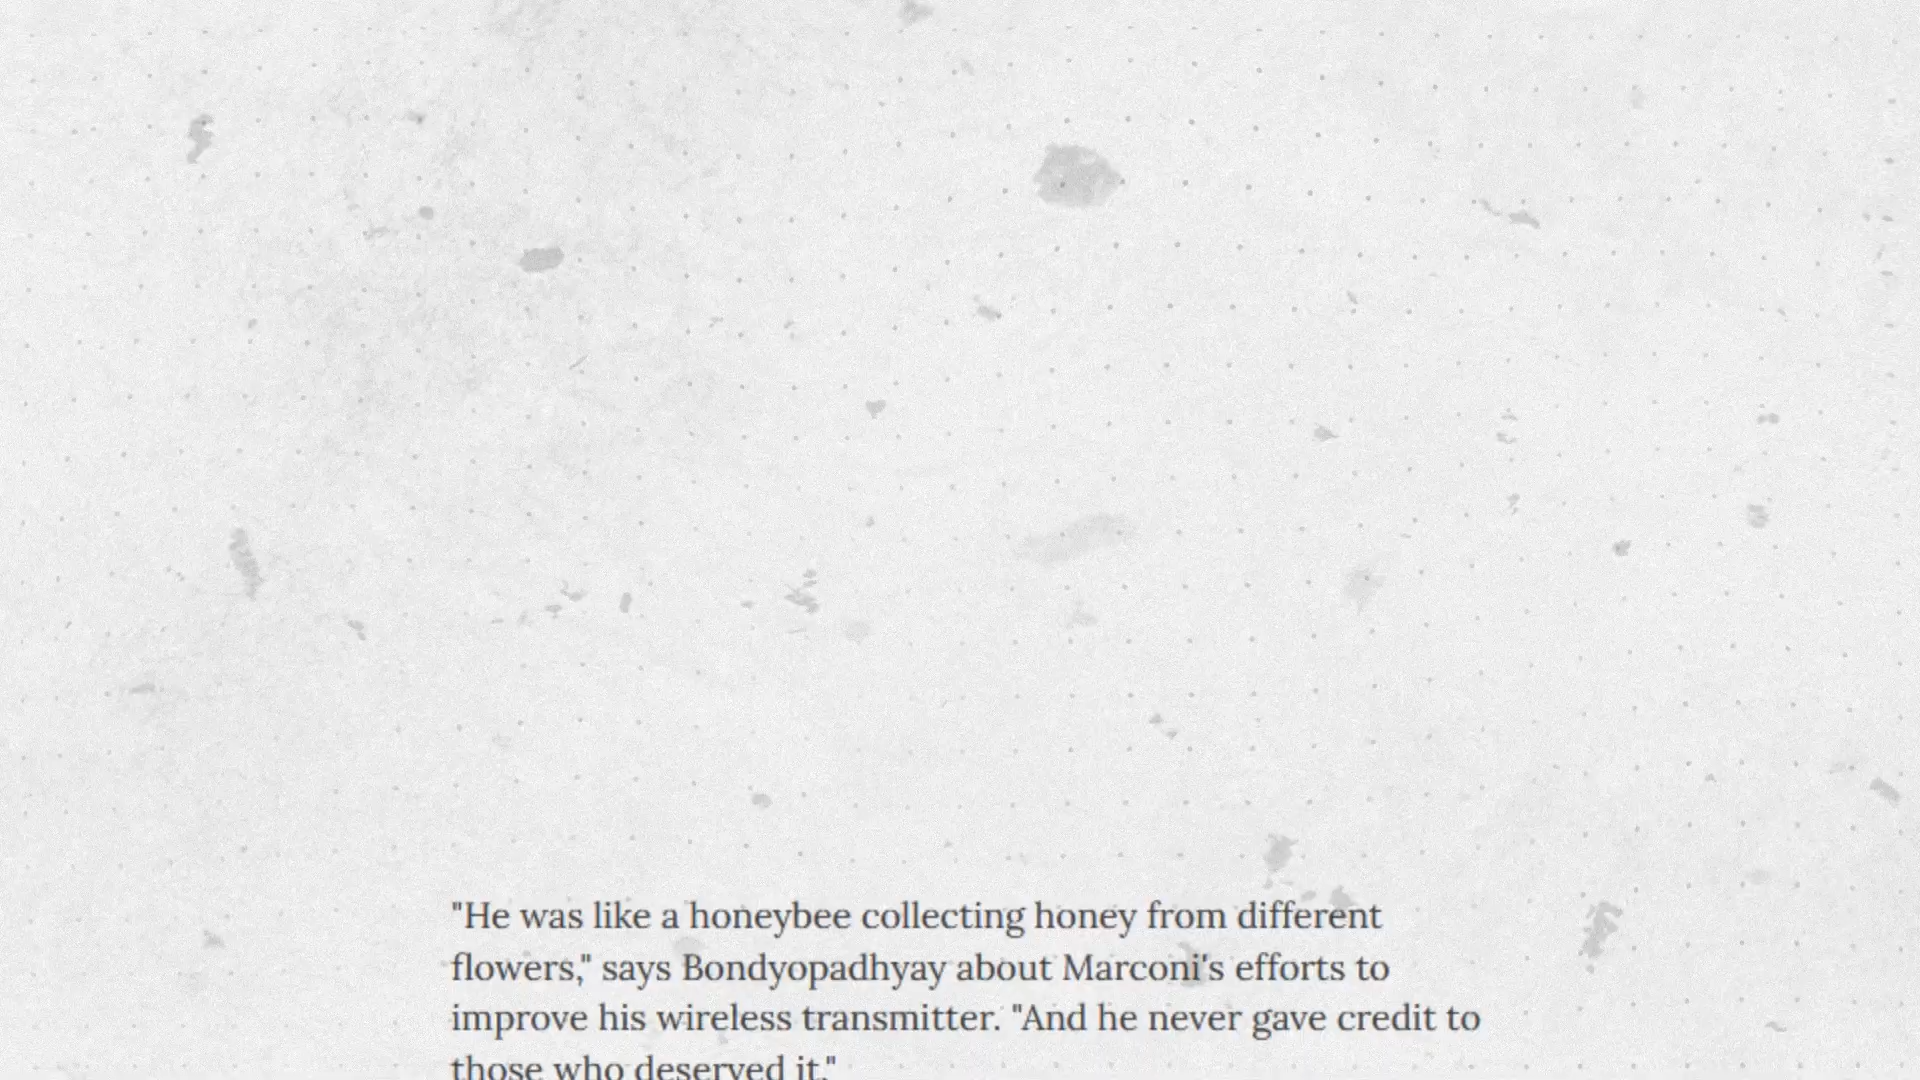 "He was like a honeybee collecting honey from different
flowers," says Bondyopadhyay about Marconi's efforts to
improve his wireless transmitter. "And he never gave credit to
those who deserved it."